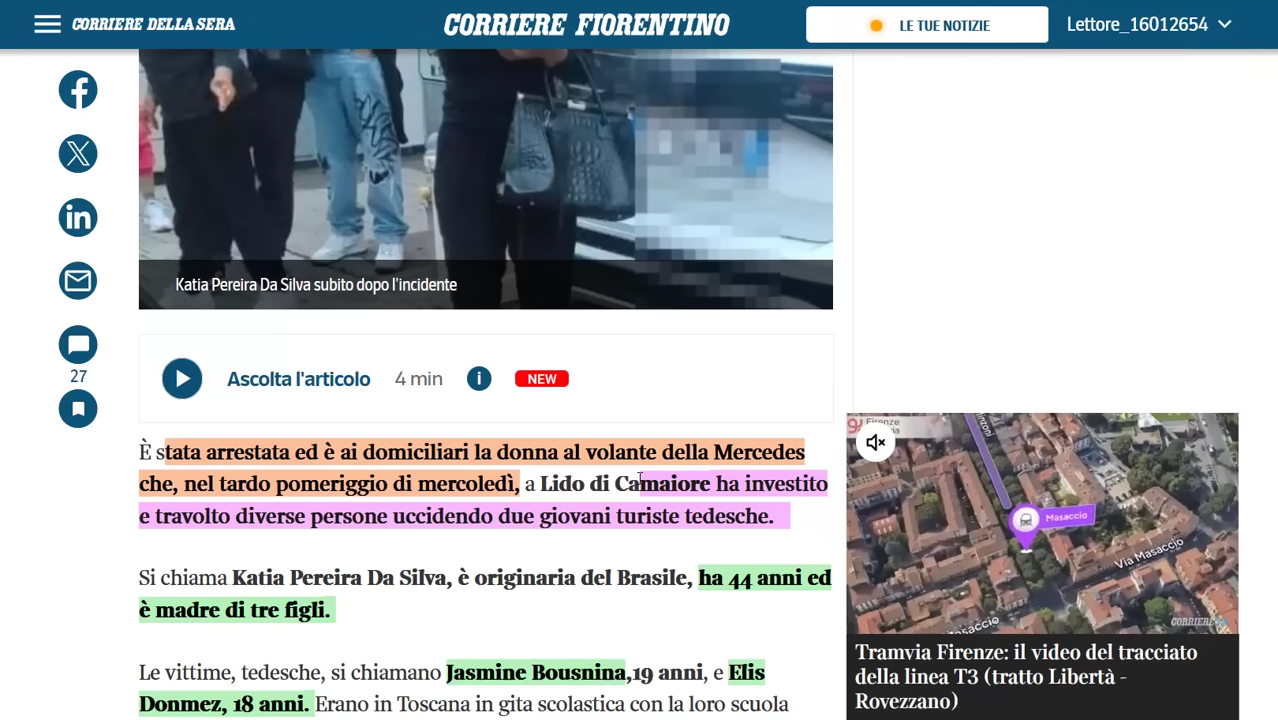 CORRIERE DELLA SERA
CORRIERE FIORENTINO
LE TUE NOTIZIE
Lettore_16012654
Katia Pereira Da Silva subito dopo l'incidente
27
Ascolta l'articolo 4 min i NEW
È stata arrestata ed è ai domiciliari la donna al volante della Mercedes
che, nel tardo pomeriggio di mercoledì, a Lido di Camaiore ha investito
e travolto diverse persone uccidendo due giovani turiste tedesche.
Si chiama Katia Pereira Da Silva, è originaria del Brasile, ha 44 anni ed
è madre di tre figli.
Le vittime, tedesche, si chiamano Jasmine Bousnina,19 anni, e Elis
Donmez, 18 anni. Erano in Toscana in gita scolastica con la loro scuola
Firenze
Masaccio
Via Masaccio
Masaccio
CORRIERE
Tramvia Firenze: il video del tracciato
della linea T3 (tratto Libertà -
Rovezzano)